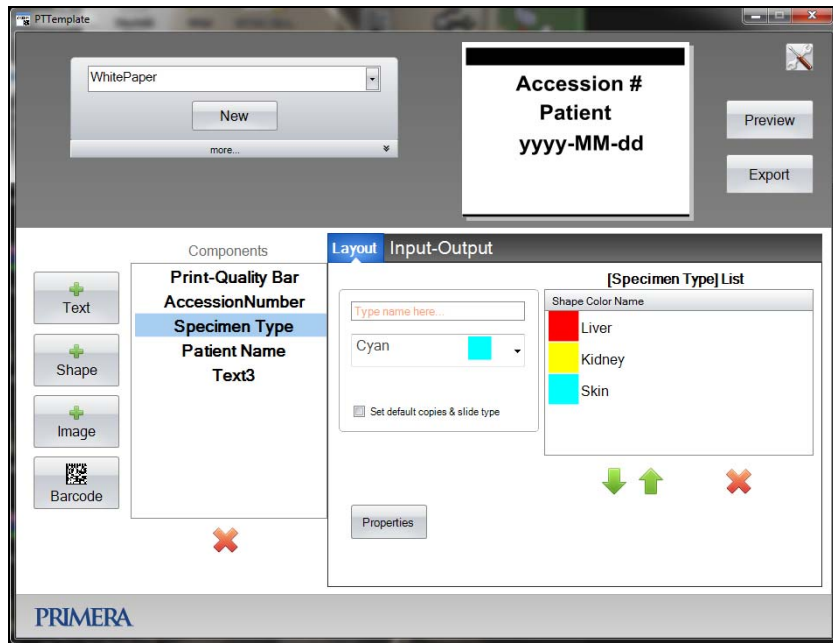 PTTemplate
WhitePaper
New
more...
Accession #
Patient
yyyy-MM-dd
Preview
Export
Components
Text
Shape
Image
Barcode
Print-Quality Bar
AccessionNumber
Specimen Type
Patient Name
Text3
Layout Input-Output
Type name here...
Cyan
Set default copies & slide type
Properties
[Specimen Type] List
Shape Color Name
Liver
Kidney
Skin
PRIMERA